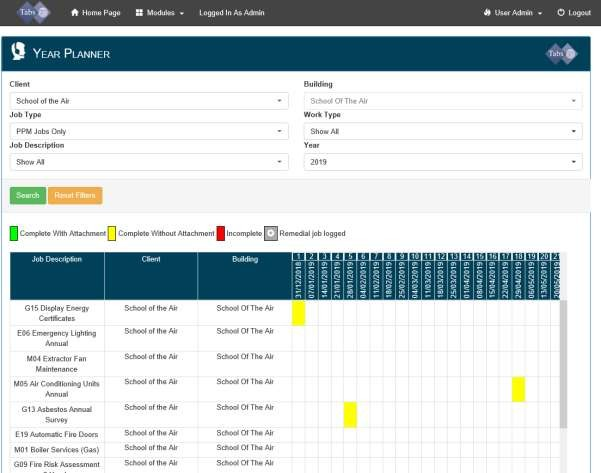 Tabs Home Page Modules Logged In As Admin User Admin Logout
YEAR PLANNER Tabs
Client Building
School of the Air School Of The Air
Job Type Work Type
PPM Jobs Only Show All
Job Description Year
Show All 2019
Search Reset Filters
Complete With Attachment Complete Without Attachment Incomplete Remedial job logged
Job Description Client Building 1 2 3 4 5 6 7 8 9 10 11 12 13 14 15 16 17 18 19 20 21
31/12/2018 07/01/2019 14/01/2019 21/01/2019 28/01/2019 04/02/2019 11/02/2019 18/02/2019 25/02/2019 04/03/2019 11/03/2019 18/03/2019 25/03/2019 01/04/2019 08/04/2019 15/04/2019 22/04/2019 29/04/2019 06/05/2019 13/05/2019 20/05/2019
G15 Display Energy School of the Air School Of The Air
Certificates
E06 Emergency Lighting School of the Air School Of The Air
Annual
M04 Extractor Fan School of the Air School Of The Air
Maintenance
M05 Air Conditioning Units School of the Air School Of The Air
Annual
G13 Asbestos Annual School of the Air School Of The Air
Survey
E19 Automatic Fire Doors School of the Air School Of The Air
M01 Boiler Services (Gas) School of the Air School Of The Air
G09 Fire Risk Assessment School of the Air School Of The Air